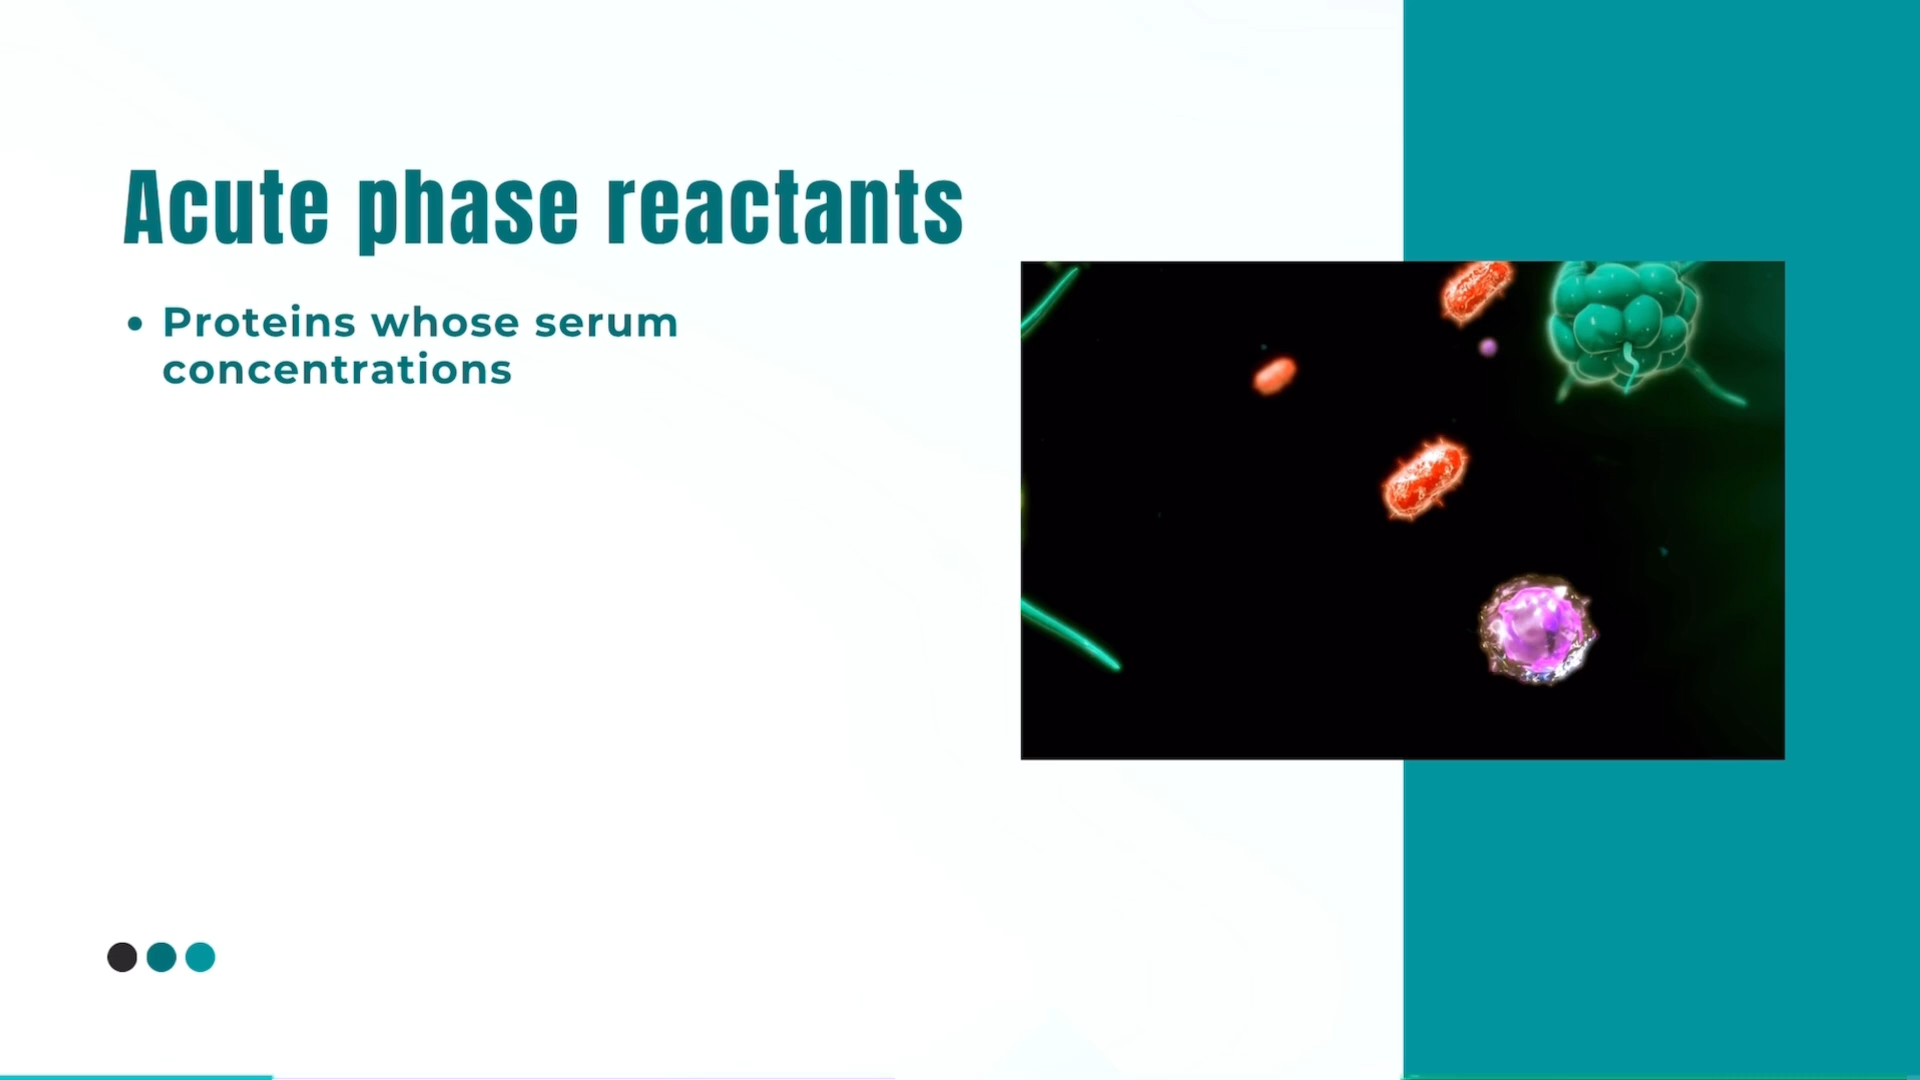 Acute phase reactants
• Proteins whose serum
concentrations